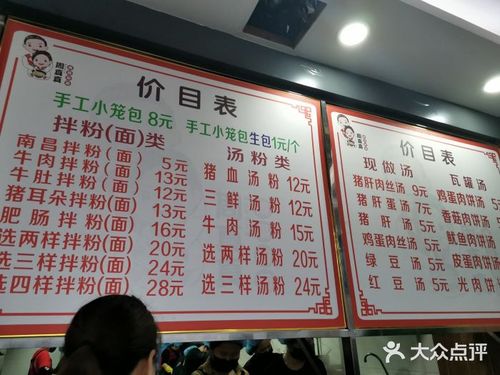 周真真
价目表
手工小笼包 8元 手工小笼包生包1元/个
拌粉(面)类
南昌拌粉(面) 5元
牛肉拌粉(面) 13元
牛肚拌粉(面) 12元
猪耳朵拌粉(面) 13元
肥肠拌粉(面) 16元
选两样拌粉(面) 20元
选三样拌粉(面) 24元
选四样拌粉(面) 28元
汤粉类
猪血汤粉 12元
三鲜汤粉 12元
牛肉汤粉 15元
选两样汤粉 20元
选三样汤粉 24元
价目表
现做汤
猪肝肉丝汤 9元
猪肝蛋汤 7元
猪肝汤 5元
鸡蛋肉丝汤 5元
绿豆汤 5元
红豆汤 5元
瓦罐汤
鸡蛋肉饼汤
香菇肉饼汤
鱿鱼肉饼汤
皮蛋肉饼汤
光肉饼汤
大众点评